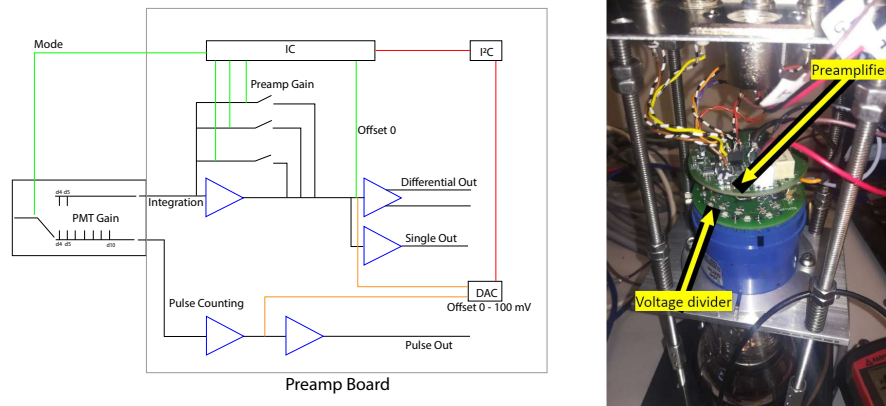 Mode
IC
I²C
Preamp Gain
Offset 0
Differential Out
Integration
d4 d5
PMT Gain
d4 d5
d10
Single Out
DAC
Offset 0 - 100 mV
Pulse Counting
Pulse Out
Preamp Board
Preamplifie
Voltage divider